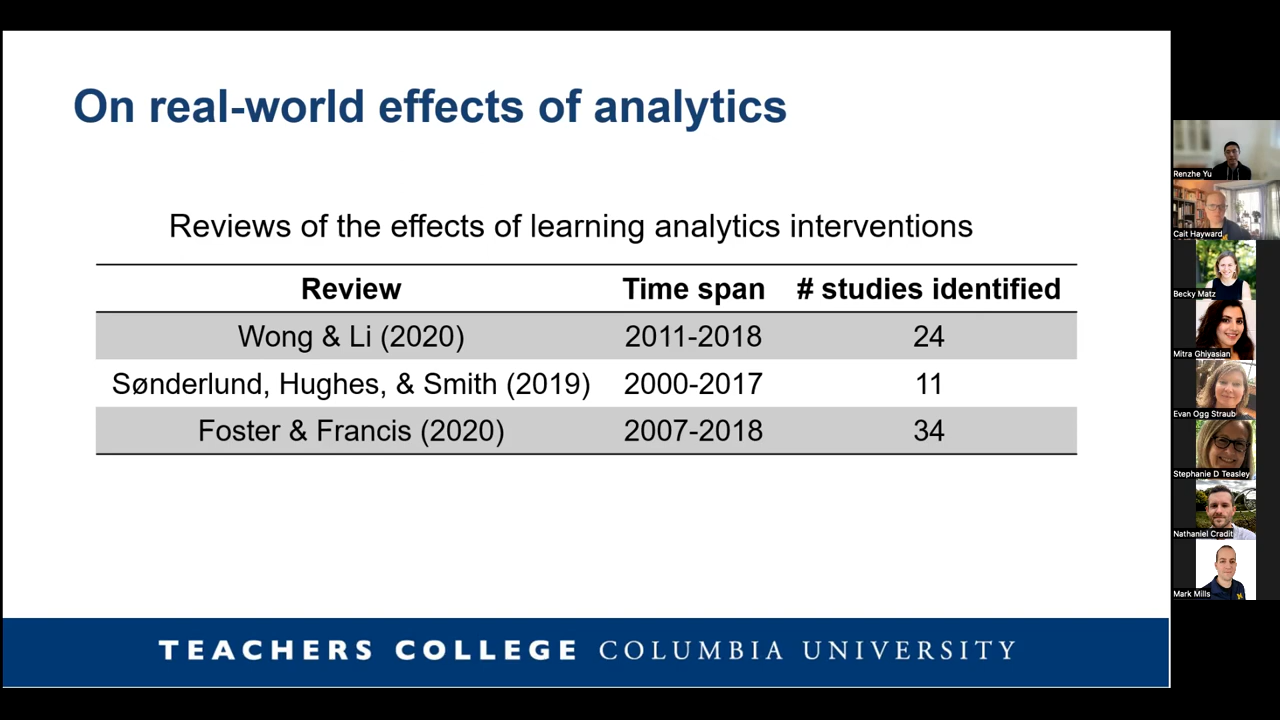 On real-world effects of analytics
Reviews of the effects of learning analytics interventions
Review Time span # studies identified
Wong & Li (2020) 2011-2018 24
Sønderlund, Hughes, & Smith (2019) 2000-2017 11
Foster & Francis (2020) 2007-2018 34
TEACHERS COLLEGE COLUMBIA UNIVERSITY
Renzhe Yu
Cait Hayward
Becky Matz
Mitra Ghiyasian
Evan Ogg Straub
Stephanie D Teasley
Nathaniel Cradit
Mark Mills